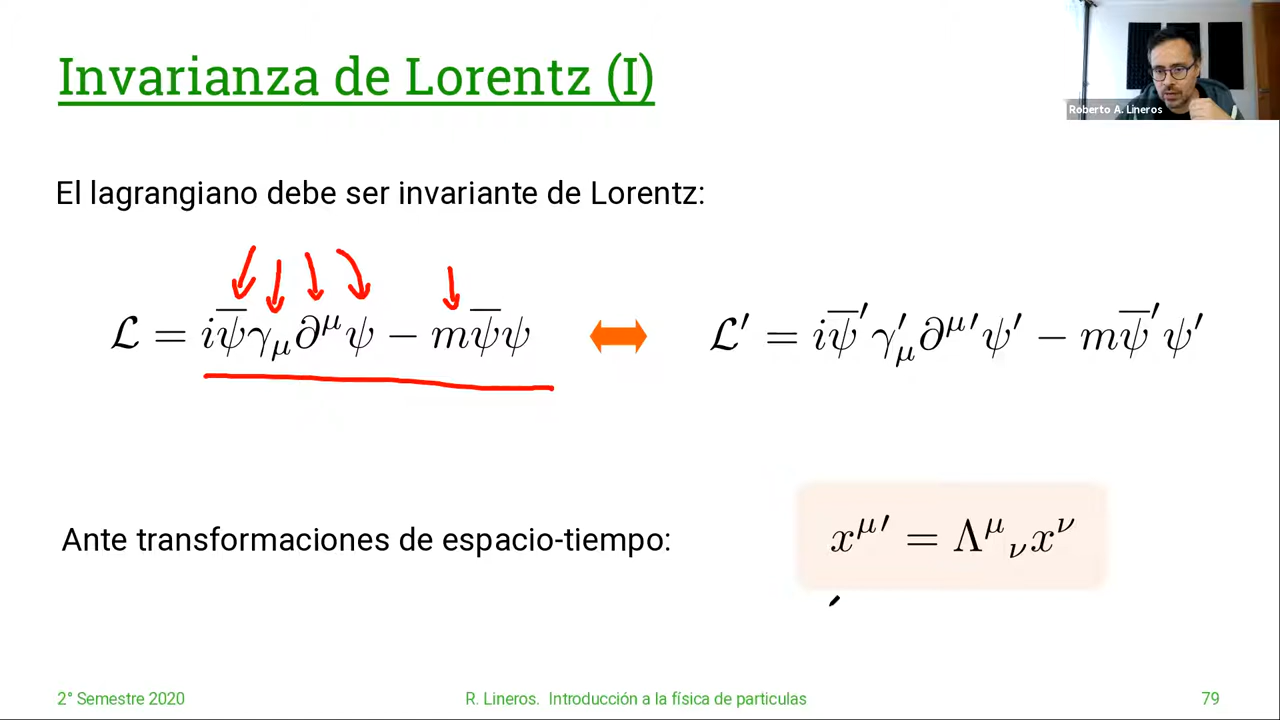 Invarianza de Lorentz (I)
Roberto A. Lineros
El lagrangiano debe ser invariante de Lorentz:
ℒ = iψ̅γ_μ∂^μψ − mψ̅ψ
ℒ′ = iψ̅′γ′_μ∂^μ′ψ′ − mψ̅′ψ′
Ante transformaciones de espacio-tiempo:
x^μ′ = Λ^μ_ν x^ν
2° Semestre 2020
R. Lineros. Introducción a la física de particulas
79